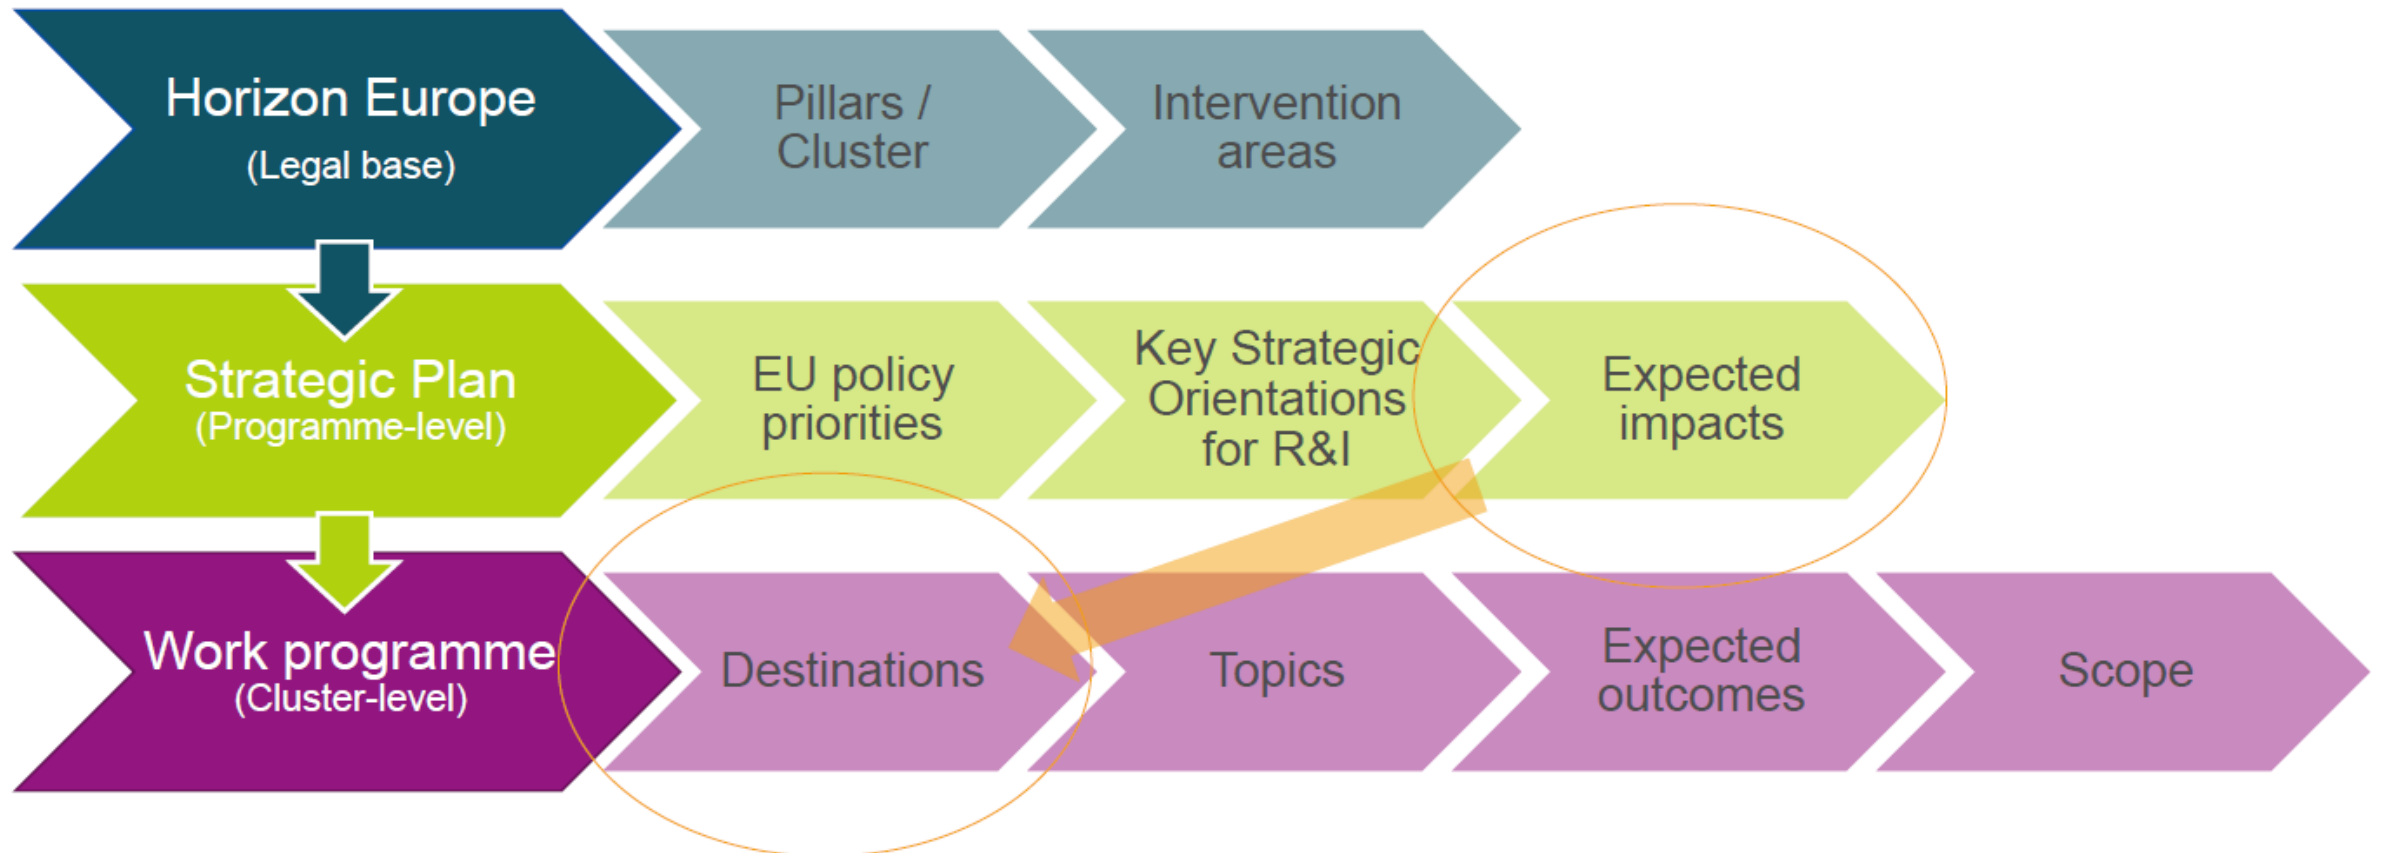 Horizon Europe
(Legal base)
Pillars /
Cluster
Intervention
areas
Strategic Plan
(Programme-level)
EU policy
priorities
Key Strategic
Orientations
for R&I
Expected
impacts
Work programme
(Cluster-level)
Destinations
Topics
Expected
outcomes
Scope